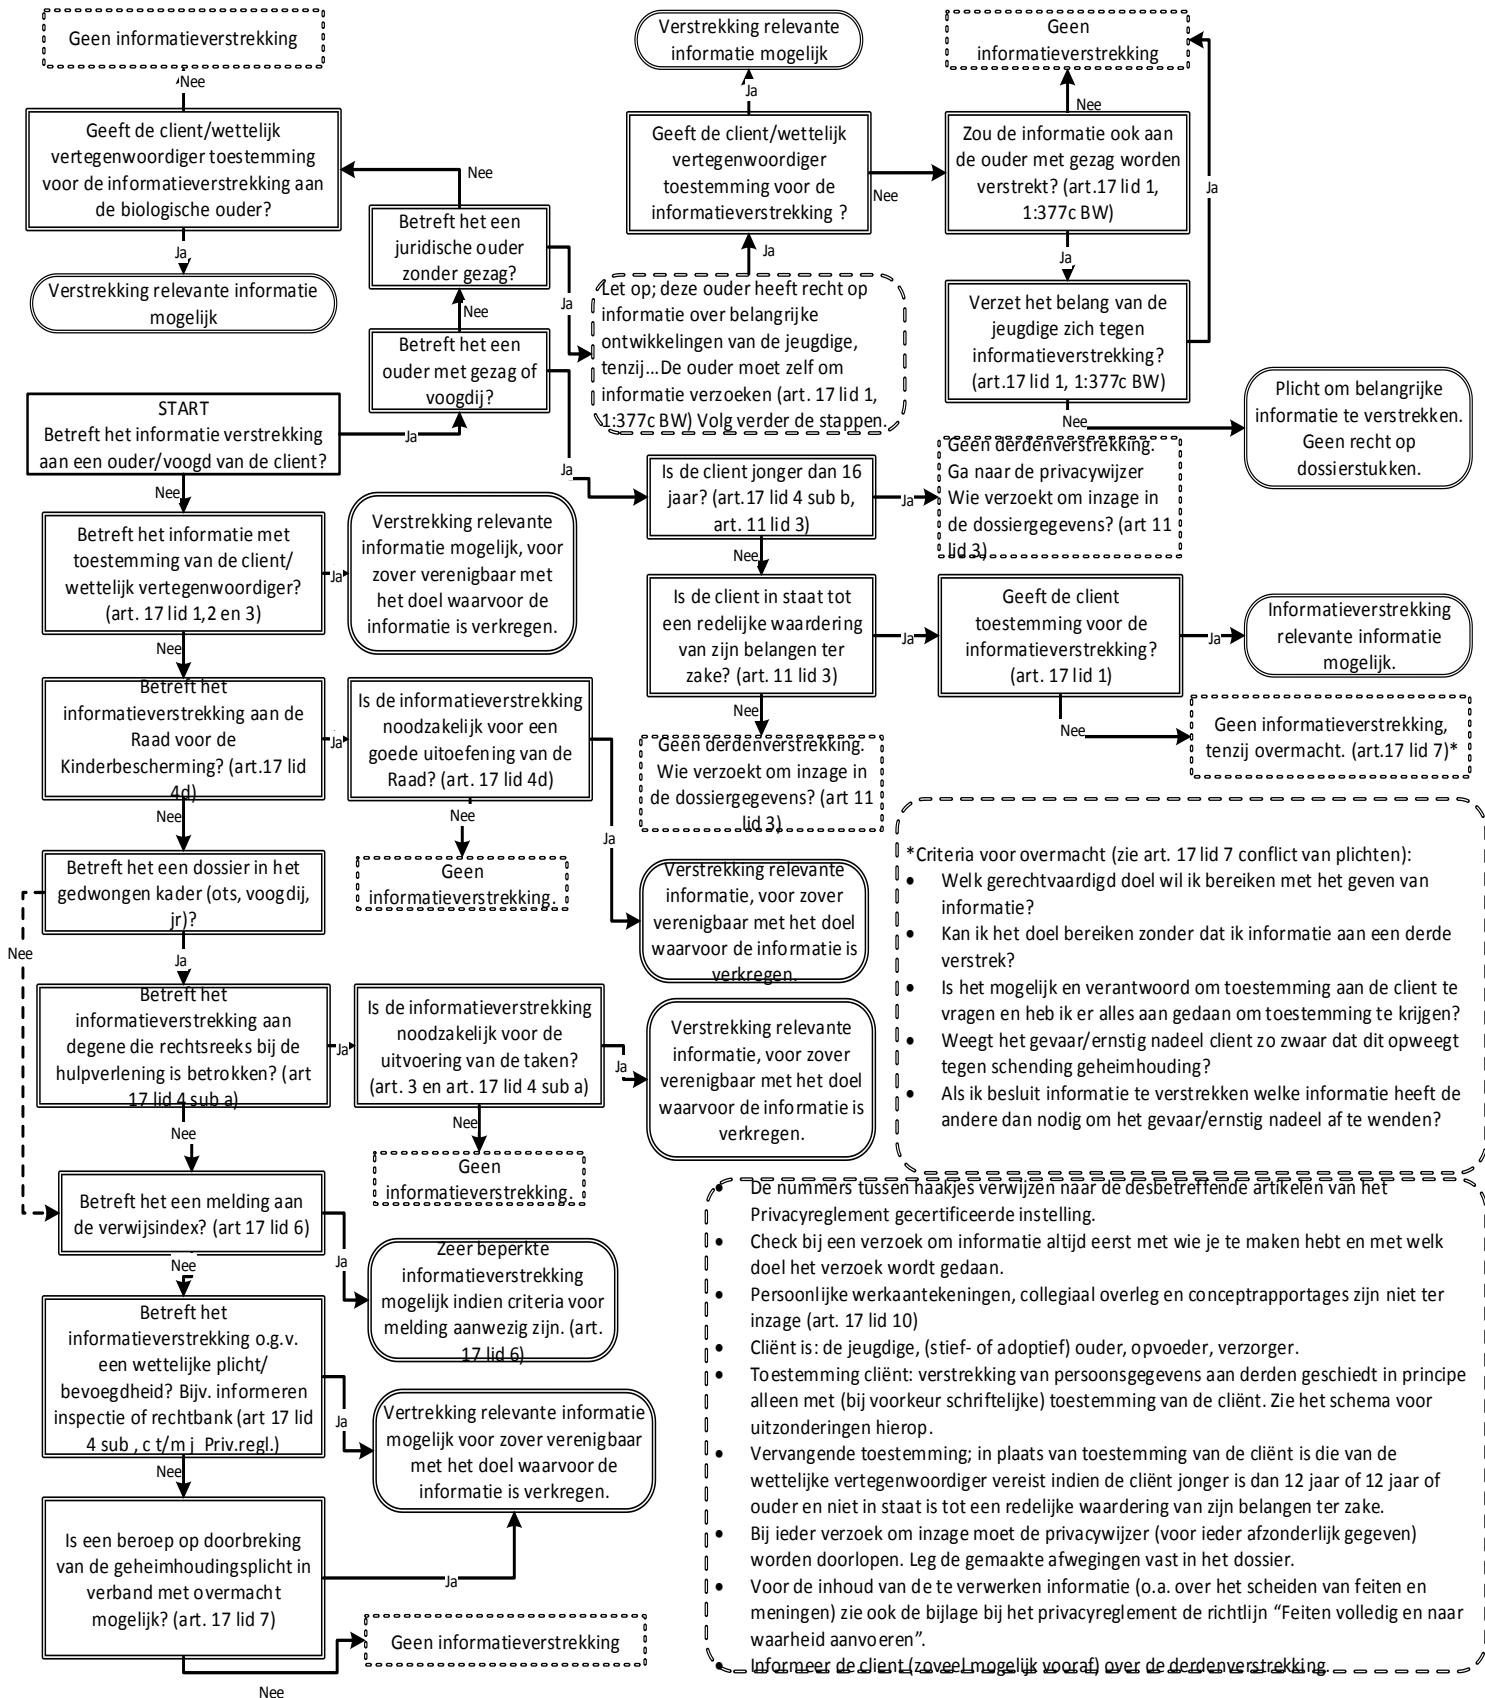 Geen informatieverstrekking
Nee
Geeft de client/wettelijk
vertegenwoordiger toestemming
voor de informatieverstrekking aan
de biologische ouder?
Ja
Verstrekking relevante informatie
mogelijk
Nee
Betreft het een
juridische ouder
zonder gezag?
Ja
Nee
Betreft het een
ouder met gezag of
voogdij?
Ja
START
Betreft het informatie verstrekking
aan een ouder/voogd van de client?
Ja
Nee
Verstrekking relevante
informatie mogelijk
Ja
Geeft de client/wettelijk
vertegenwoordiger
toestemming voor de
informatieverstrekking ?
Nee
Ja
Let op; deze ouder heeft recht op
informatie over belangrijke
ontwikkelingen van de jeugdige,
tenzij...De ouder moet zelf om
informatie verzoeken (art. 17 lid 1,
1:377c BW) Volg verder de stappen.
Geen
informatieverstrekking
Nee
Zou de informatie ook aan
de ouder met gezag worden
verstrekt? (art.17 lid 1,
1:377c BW)
Ja
Ja
Verzet het belang van de
jeugdige zich tegen
informatieverstrekking?
(art.17 lid 1, 1:377c BW)
Nee
Plicht om belangrijke
informatie te verstrekken.
Geen recht op
dossierstukken.
Is de client jonger dan 16
jaar? (art.17 lid 4 sub b,
art. 11 lid 3)
Ja
Geen derdenverstrekking.
Ga naar de privacywijzer
Wie verzoekt om inzage in
de dossiergegevens? (art 11
lid 3)
Nee
Is de client in staat tot
een redelijke waardering
van zijn belangen ter
zake? (art. 11 lid 3)
Ja
Geeft de client
toestemming voor de
informatieverstrekking?
(art. 17 lid 1)
Ja
Informatieverstrekking
relevante informatie
mogelijk.
Nee
Geen informatieverstrekking,
tenzij overmacht. (art.17 lid 7)*
Nee
Geen derdenverstrekking.
Wie verzoekt om inzage in
de dossiergegevens? (art 11
lid 3)
Betreft het informatie met
toestemming van de client/
wettelijk vertegenwoordiger?
(art. 17 lid 1,2 en 3)
Ja
Verstrekking relevante
informatie mogelijk, voor
zover verenigbaar met
het doel waarvoor de
informatie is verkregen.
Nee
Betreft het
informatieverstrekking aan de
Raad voor de
Kinderbescherming? (art.17 lid
4d)
Ja
Is de informatieverstrekking
noodzakelijk voor een
goede uitoefening van de
Raad? (art. 17 lid 4d)
Nee
Geen
informatieverstrekking.
Ja
Verstrekking relevante
informatie, voor zover
verenigbaar met het doel
waarvoor de informatie is
verkregen.
Nee
Betreft het een dossier in het
gedwongen kader (ots, voogdij,
jr)?
Nee
Ja
Betreft het
informatieverstrekking aan
degene die rechtsreeks bij de
hulpverlening is betrokken? (art
17 lid 4 sub a)
Ja
Is de informatieverstrekking
noodzakelijk voor de
uitvoering van de taken?
(art. 3 en art. 17 lid 4 sub a)
Ja
Verstrekking relevante
informatie, voor zover
verenigbaar met het doel
waarvoor de informatie is
verkregen.
Nee
Geen
informatieverstrekking.
Nee
Betreft het een melding aan
de verwijsindex? (art 17 lid 6)
Ja
Zeer beperkte
informatieverstrekking
mogelijk indien criteria voor
melding aanwezig zijn. (art.
17 lid 6)
Nee
Betreft het
informatieverstrekking o.g.v.
een wettelijke plicht/
bevoegdheid? Bijv. informeren
inspectie of rechtbank (art 17 lid
4 sub , c t/m j Priv.regl.)
Ja
Vertrekking relevante informatie
mogelijk voor zover verenigbaar
met het doel waarvoor de
informatie is verkregen.
Nee
Is een beroep op doorbreking
van de geheimhoudingsplicht in
verband met overmacht
mogelijk? (art. 17 lid 7)
Ja
Nee
Geen informatieverstrekking
*Criteria voor overmacht (zie art. 17 lid 7 conflict van plichten):
• Welk gerechtvaardigd doel wil ik bereiken met het geven van
informatie?
• Kan ik het doel bereiken zonder dat ik informatie aan een derde
verstrek?
• Is het mogelijk en verantwoord om toestemming aan de client te
vragen en heb ik er alles aan gedaan om toestemming te krijgen?
• Weegt het gevaar/ernstig nadeel client zo zwaar dat dit opweegt
tegen schending geheimhouding?
• Als ik besluit informatie te verstrekken welke informatie heeft de
andere dan nodig om het gevaar/ernstig nadeel af te wenden?
• De nummers tussen haakjes verwijzen naar de desbetreffende artikelen van het
Privacyreglement gecertificeerde instelling.
• Check bij een verzoek om informatie altijd eerst met wie je te maken hebt en met welk
doel het verzoek wordt gedaan.
• Persoonlijke werkaantekeningen, collegiaal overleg en conceptrapportages zijn niet ter
inzage (art. 17 lid 10)
• Cliënt is: de jeugdige, (stief- of adoptief) ouder, opvoeder, verzorger.
• Toestemming cliënt: verstrekking van persoonsgegevens aan derden geschiedt in principe
alleen met (bij voorkeur schriftelijke) toestemming van de cliënt. Zie het schema voor
uitzonderingen hierop.
• Vervangende toestemming; in plaats van toestemming van de cliënt is die van de
wettelijke vertegenwoordiger vereist indien de cliënt jonger is dan 12 jaar of 12 jaar of
ouder en niet in staat is tot een redelijke waardering van zijn belangen ter zake.
• Bij ieder verzoek om inzage moet de privacywijzer (voor ieder afzonderlijk gegeven)
worden doorlopen. Leg de gemaakte afwegingen vast in het dossier.
• Voor de inhoud van de te verwerken informatie (o.a. over het scheiden van feiten en
meningen) zie ook de bijlage bij het privacyreglement de richtlijn “Feiten volledig en naar
waarheid aanvoeren”.
• Informeer de client (zoveel mogelijk vooraf) over de derdenverstrekking.